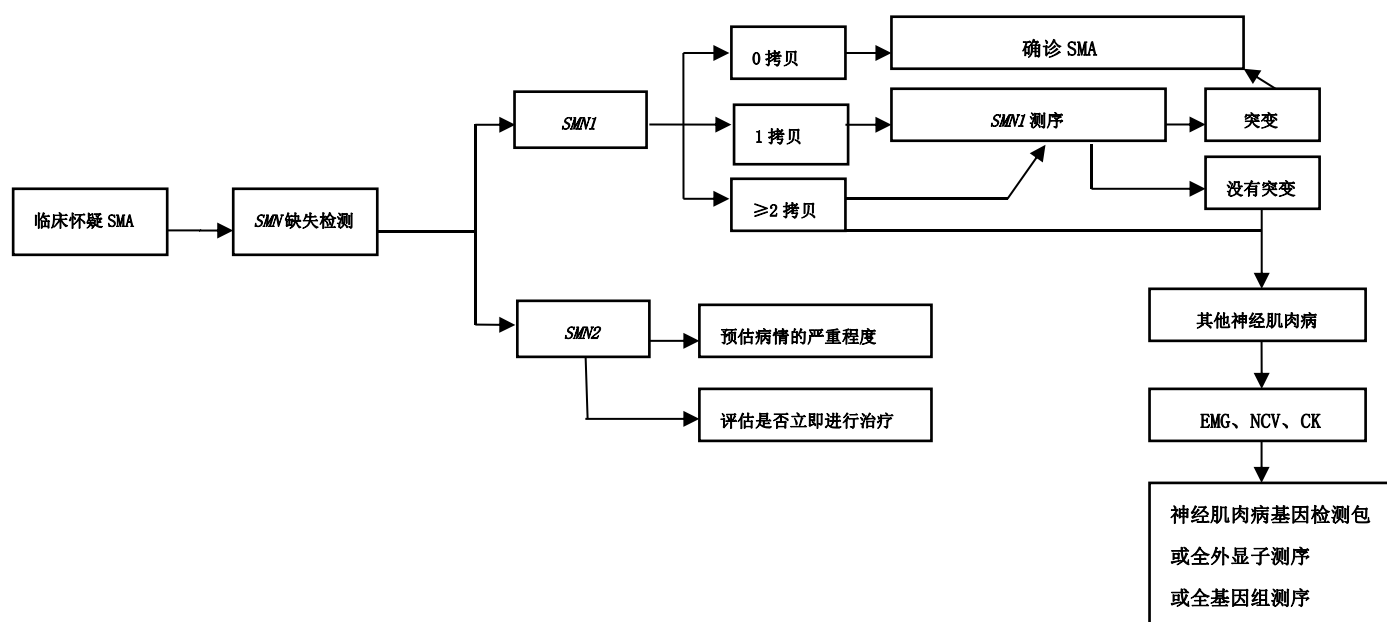 临床怀疑 SMA
SMN 缺失检测
SMN1
0 拷贝
确诊 SMA
1 拷贝
SMN1 测序
突变
≥2 拷贝
没有突变
SMN2
预估病情的严重程度
评估是否立即进行治疗
其他神经肉病
EMG、NCV、CK
神经肌肉病基因检测包
或全外显子测序
或全基因组测序